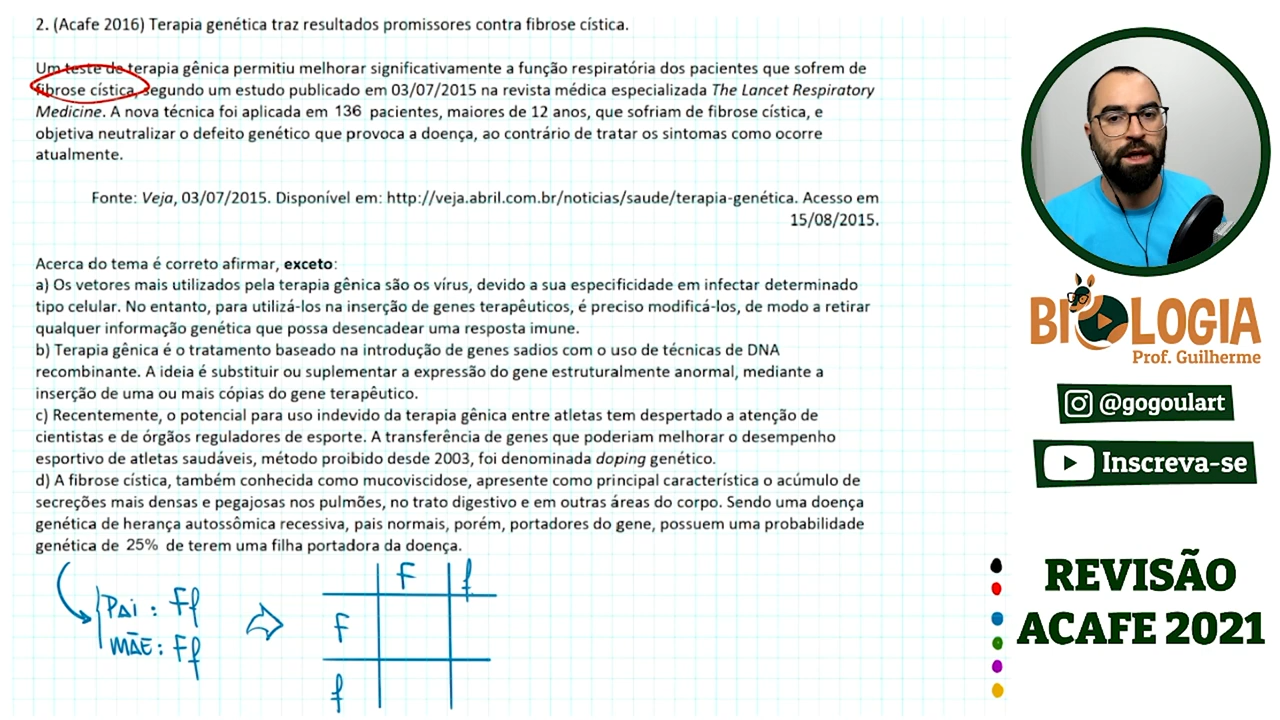 2. (Acafe 2016) Terapia genética traz resultados promissores contra fibrose cística.
Um teste de terapia gênica permitiu melhorar significativamente a função respiratória dos pacientes que sofrem de
fibrose cística, segundo um estudo publicado em 03/07/2015 na revista médica especializada The Lancet Respiratory
Medicine. A nova técnica foi aplicada em 136 pacientes, maiores de 12 anos, que sofriam de fibrose cística, e
objetiva neutralizar o defeito genético que provoca a doença, ao contrário de tratar os sintomas como ocorre
atualmente.
Fonte: Veja, 03/07/2015. Disponível em: http://veja.abril.com.br/noticias/saude/terapia-genética. Acesso em
15/08/2015.
Acerca do tema é correto afirmar, exceto:
a) Os vetores mais utilizados pela terapia gênica são os vírus, devido a sua especificidade em infectar determinado
tipo celular. No entanto, para utilizá-los na inserção de genes terapêuticos, é preciso modificá-los, de modo a retirar
qualquer informação genética que possa desencadear uma resposta imune.
b) Terapia gênica é o tratamento baseado na introdução de genes sadios com o uso de técnicas de DNA
recombinante. A ideia é substituir ou suplementar a expressão do gene estruturalmente anormal, mediante a
inserção de uma ou mais cópias do gene terapêutico.
c) Recentemente, o potencial para uso indevido da terapia gênica entre atletas tem despertado a atenção de
cientistas e de órgãos reguladores de esporte. A transferência de genes que poderiam melhorar o desempenho
esportivo de atletas saudáveis, método proibido desde 2003, foi denominada doping genético.
d) A fibrose cística, também conhecida como mucoviscidose, apresente como principal característica o acúmulo de
secreções mais densas e pegajosas nos pulmões, no trato digestivo e em outras áreas do corpo. Sendo uma doença
genética de herança autossômica recessiva, pais normais, porém, portadores do gene, possuem uma probabilidade
genética de 25% de terem uma filha portadora da doença.
F f
PAi : Ff
F
MÃE : Ff
f
BIOLOGIA
Prof. Guilherme
@gogoulart
Inscreva-se
REVISÃO
ACAFE 2021